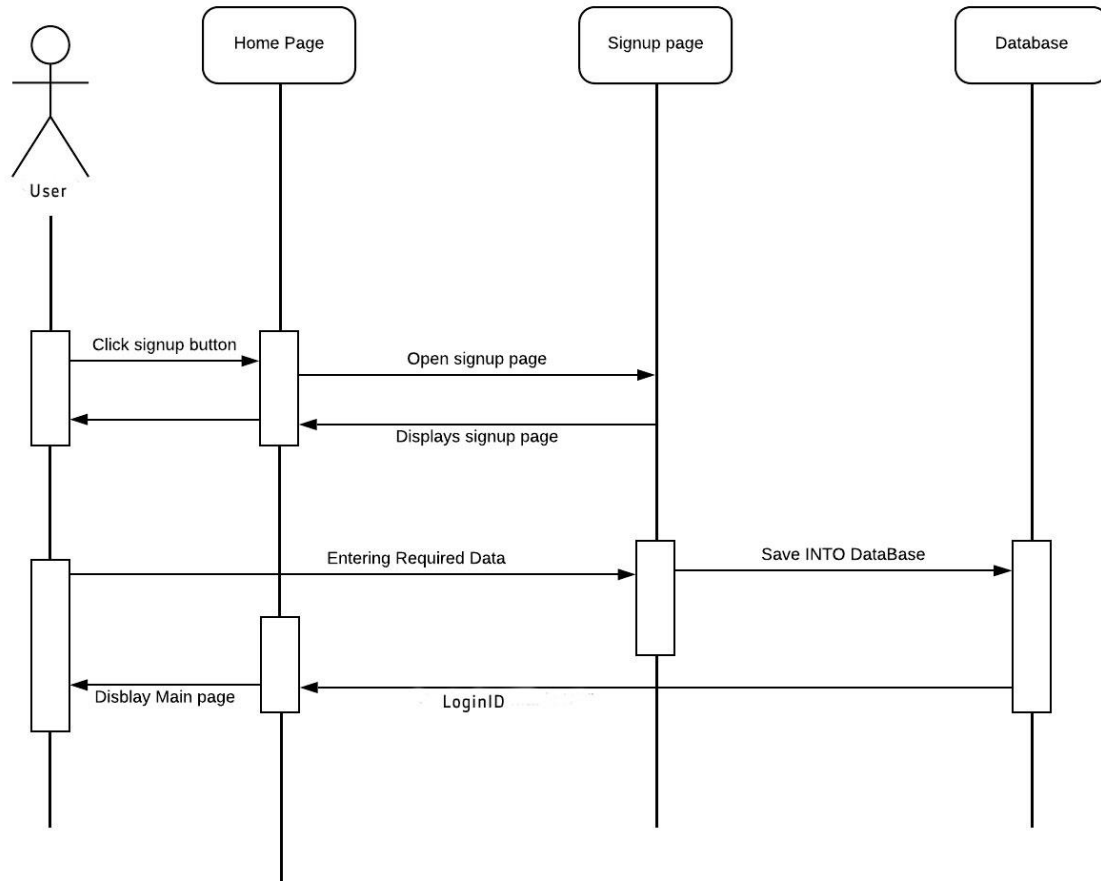 Home Page
Signup page
Database
User
Click signup button
Open signup page
Displays signup page
Entering Required Data
Save INTO DataBase
Disblay Main page
LoginID